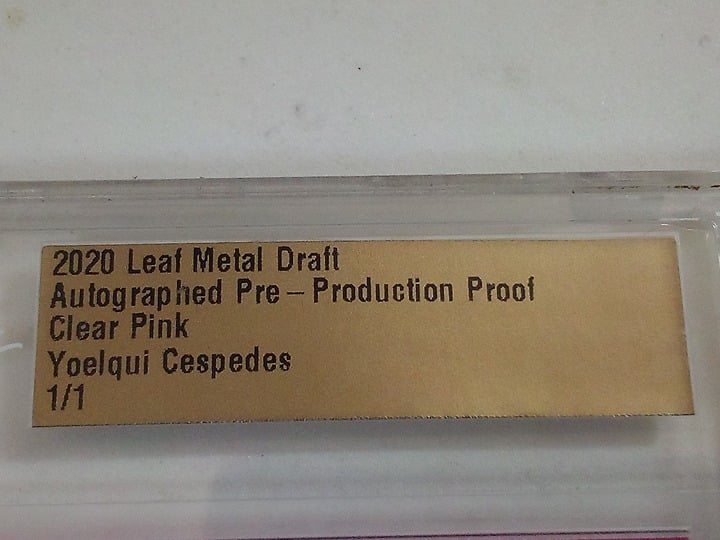 2020 Leaf Metal Draft
Autographed Pre – Production Proof
Clear Pink
Yoelqui Cespedes
1/1